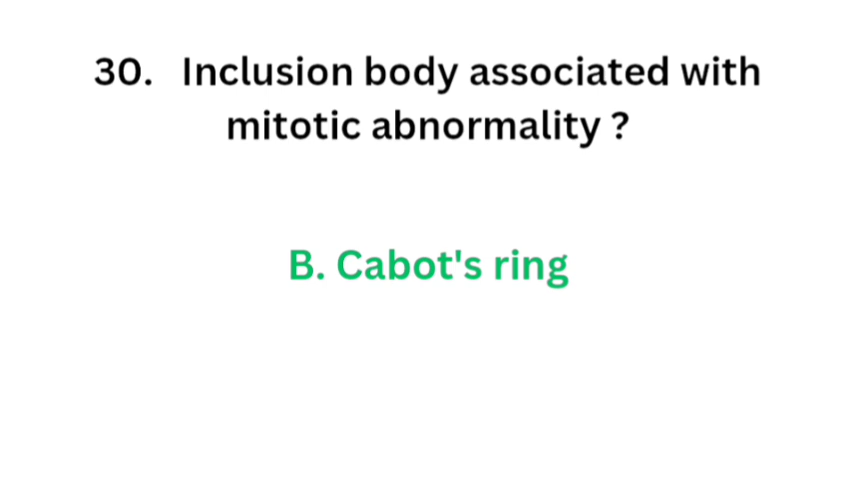 30. Inclusion body associated with
mitotic abnormality ?
B. Cabot's ring